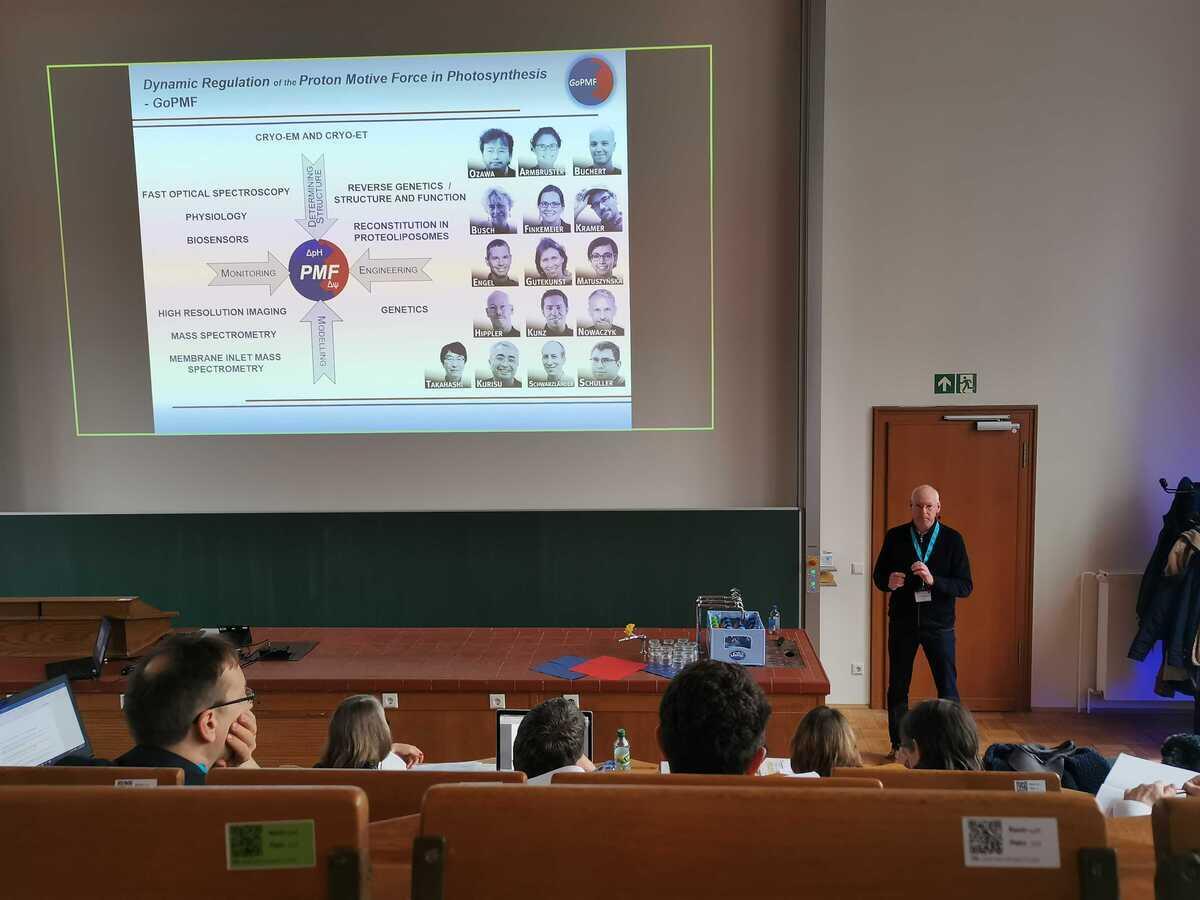 Dynamic Regulation of the Proton Motive Force in Photosynthesis
- GoPMF
GoPMF
CRYO-EM AND CRYO-ET
DETERMINING
STRUCTURE
FAST OPTICAL SPECTROSCOPY
PHYSIOLOGY
BIOSENSORS
REVERSE GENETICS /
STRUCTURE AND FUNCTION
RECONSTITUTION IN
PROTEOLIPOSOMES
MONITORING
ΔpH
PMF
Δψ
ENGINEERING
MODELLING
HIGH RESOLUTION IMAGING
MASS SPECTROMETRY
MEMBRANE INLET MASS
SPECTROMETRY
GENETICS
OZAWA
ARMBRUSTER
BUCHERT
BUSCH
FINKEMEIER
KRAMER
ENGEL
GUTEKUNST
MATUSZYŃSKA
HIPPLER
KUNZ
NOWACZYK
TAKAHASHI
KURISU
SCHWARZLÄNDER
SCHULLER